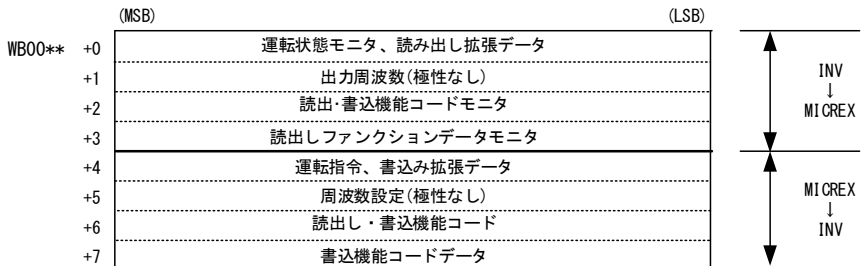 (MSB) (LSB)
WB00** +0 運転状態モニタ、読み出し拡張データ
+1 出力周波数(極性なし)
+2 読出･書込機能コードモニタ
+3 読出しファンクションデータモニタ
INV
↓
MICREX
+4 運転指令、書込み拡張データ
+5 周波数設定(極性なし)
+6 読出し・書込機能コード
+7 書込機能コードデータ
MICREX
↓
INV